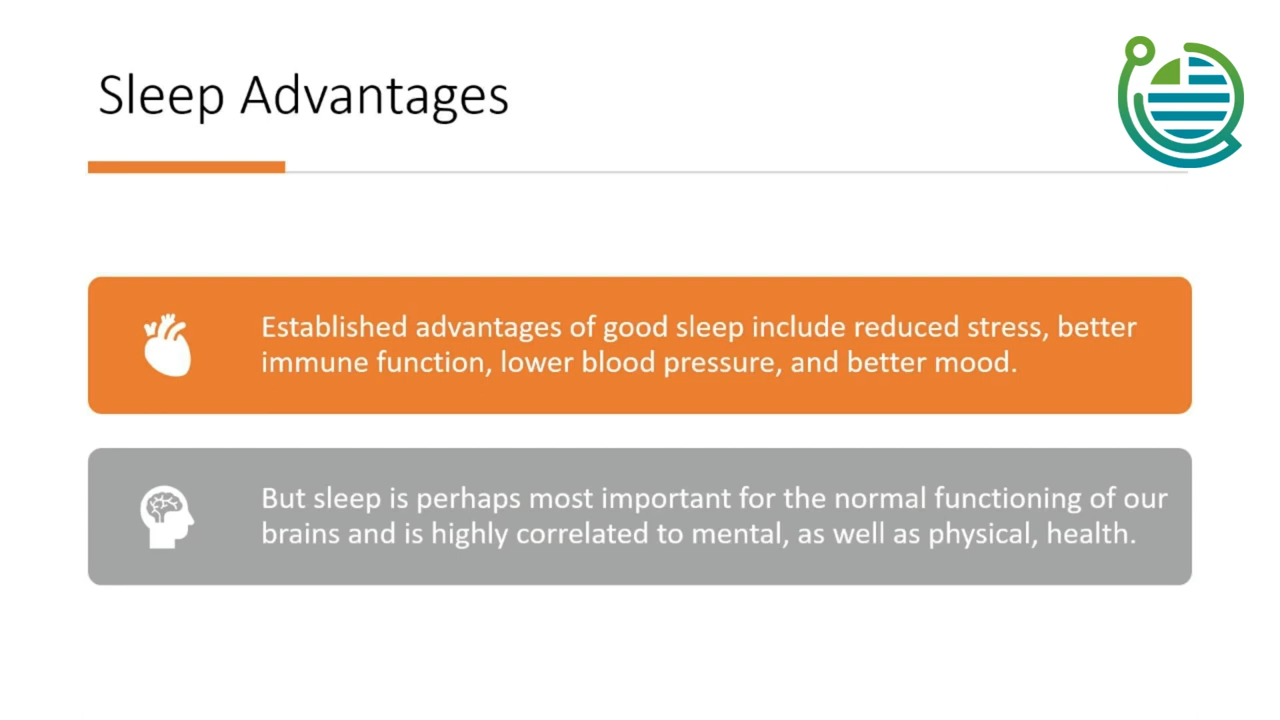 Sleep Advantages
Established advantages of good sleep include reduced stress, better
immune function, lower blood pressure, and better mood.
But sleep is perhaps most important for the normal functioning of our
brains and is highly correlated to mental, as well as physical, health.